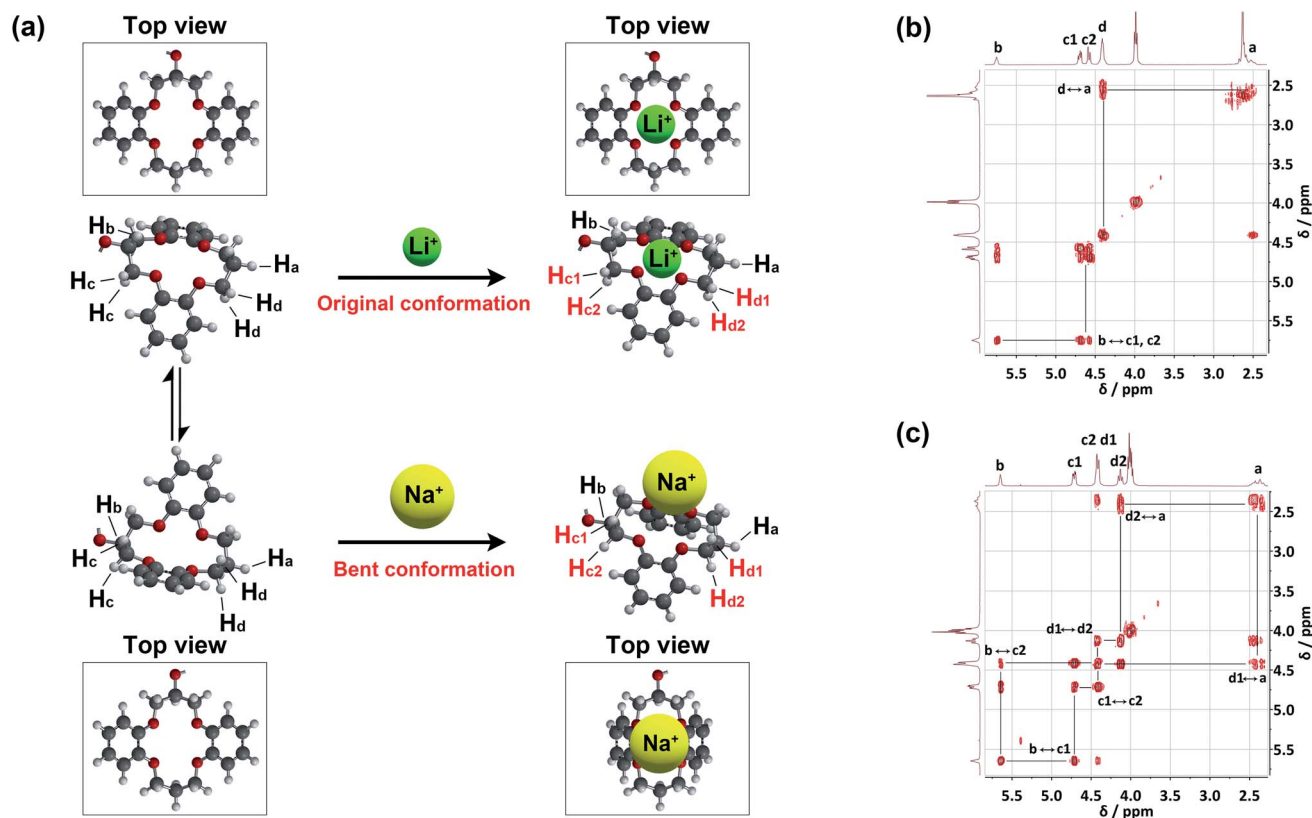 (a)
Top view
Top view
Li⁺
Hb
Hc
Hc
Ha
Hd
Hd
Li⁺
Original conformation
Hb
Li⁺
Hc1
Hc2
Ha
Hd1
Hd2
Hb
Hc
Hc
Ha
Hd
Hd
Na⁺
Bent conformation
Na⁺
Hb
Hc1
Hc2
Ha
Hd1
Hd2
Top view
Top view
Na⁺
(b)
b c1 c2 d a
d↔a
b ↔ c1, c2
2.5
3.0
3.5
4.0
4.5
5.0
5.5
δ / ppm
5.5 5.0 4.5 4.0 3.5 3.0 2.5
δ / ppm
(c)
c2 d1
b c1 d2 a
d2↔a
d1↔d2
b↔c2
d1↔a
c1↔c2
b↔c1
2.5
3.0
3.5
4.0
4.5
5.0
5.5
δ / ppm
5.5 5.0 4.5 4.0 3.5 3.0 2.5
δ / ppm